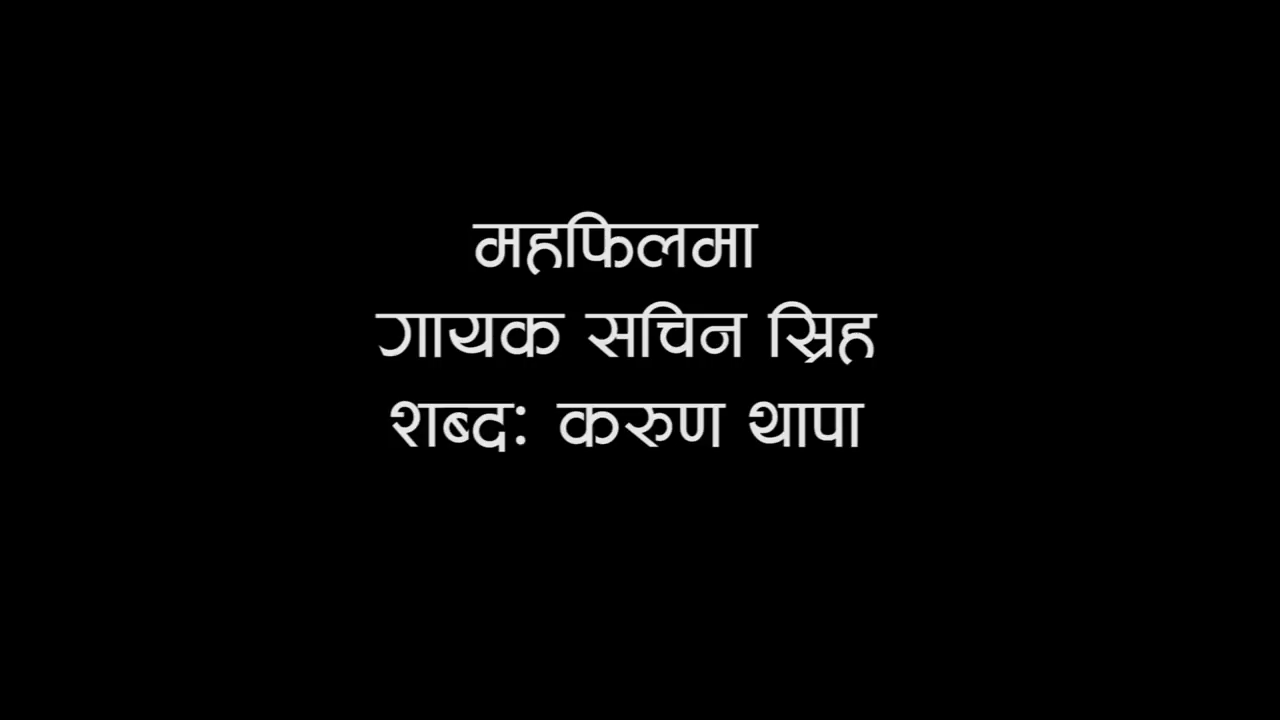 महफिलमा
गायक सचिन स्रिह
शब्दः करुण थापा